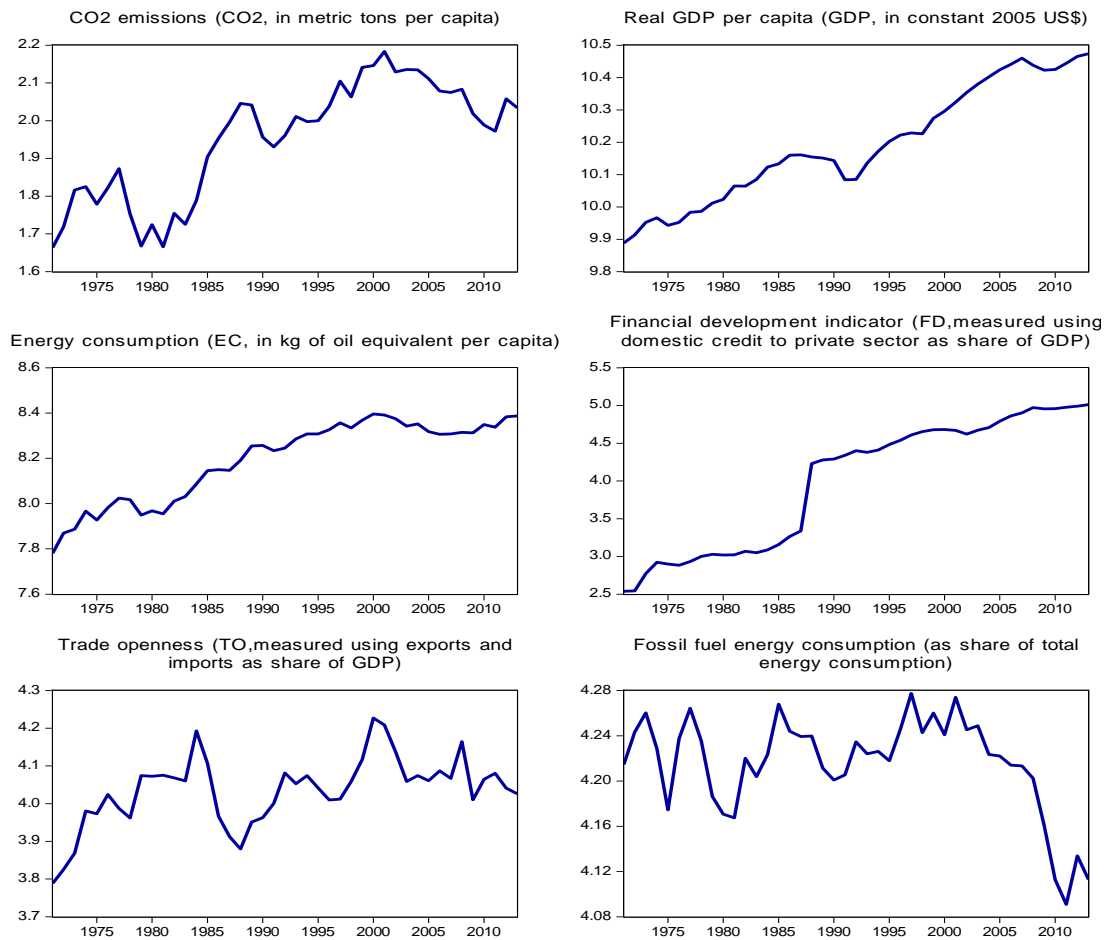 CO2 emissions (CO2, in metric tons per capita)
2.2
2.1
2.0
1.9
1.8
1.7
1.6
1975 1980 1985 1990 1995 2000 2005 2010
Real GDP per capita (GDP, in constant 2005 US$)
10.5
10.4
10.3
10.2
10.1
10.0
9.9
9.8
1975 1980 1985 1990 1995 2000 2005 2010
Energy consumption (EC, in kg of oil equivalent per capita)
8.6
8.4
8.2
8.0
7.8
7.6
1975 1980 1985 1990 1995 2000 2005 2010
Financial development indicator (FD,measured using
domestic credit to private sector as share of GDP)
5.5
5.0
4.5
4.0
3.5
3.0
2.5
1975 1980 1985 1990 1995 2000 2005 2010
Trade openness (TO,measured using exports and
imports as share of GDP)
4.3
4.2
4.1
4.0
3.9
3.8
3.7
1975 1980 1985 1990 1995 2000 2005 2010
Fossil fuel energy consumption (as share of total
energy consumption)
4.28
4.24
4.20
4.16
4.12
4.08
1975 1980 1985 1990 1995 2000 2005 2010